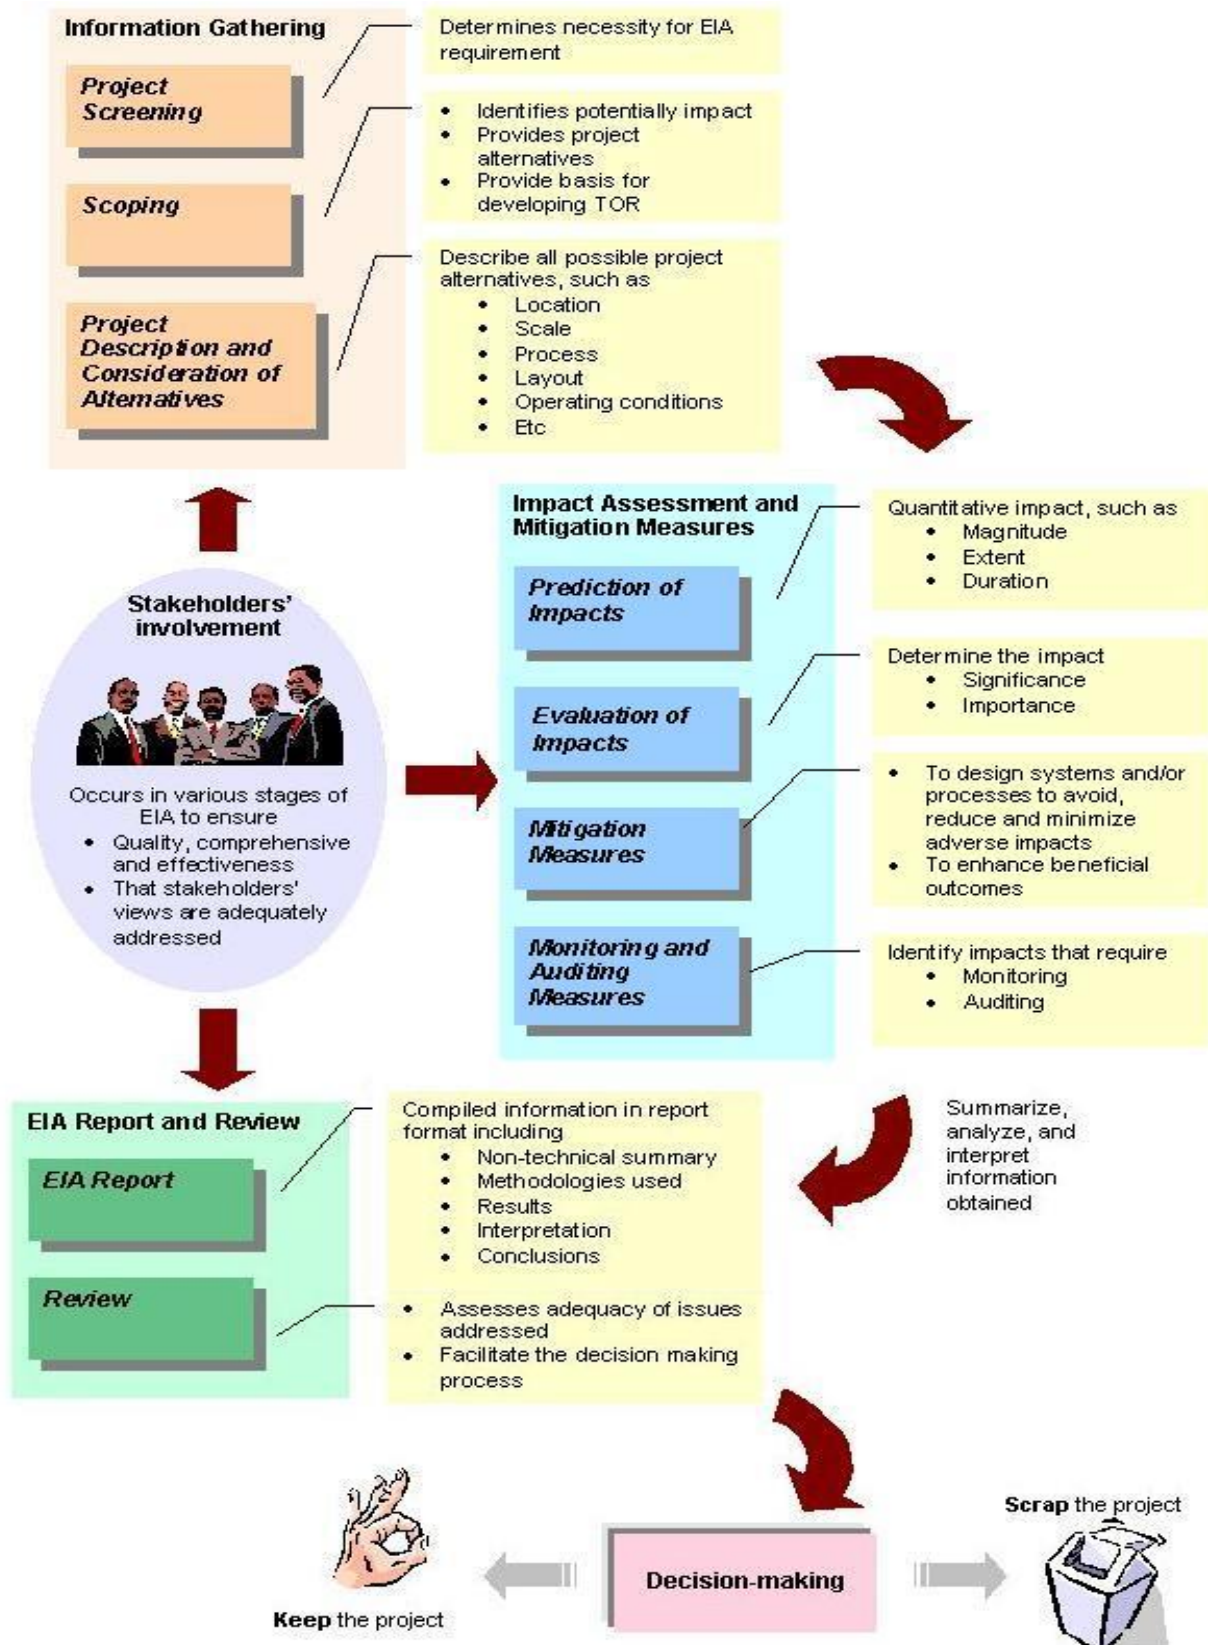 Information Gathering
Project
Screening
Determines necessity for EIA
requirement
Scoping
• Identifies potentially impact
• Provides project
alternatives
• Provide basis for
developing TOR
Project
Description and
Consideration of
Alternatives
Describe all possible project
alternatives, such as
• Location
• Scale
• Process
• Layout
• Operating conditions
• Etc
Stakeholders'
involvement
Occurs in various stages of
EIA to ensure
• Quality, comprehensive
and effectiveness
• That stakeholders'
views are adequately
addressed
Impact Assessment and
Mitigation Measures
Prediction of
Impacts
Quantitative impact, such as
• Magnitude
• Extent
• Duration
Evaluation of
Impacts
Determine the impact
• Significance
• Importance
Mitigation
Measures
• To design systems and/or
processes to avoid,
reduce and minimize
adverse impacts
• To enhance beneficial
outcomes
Monitoring and
Auditing
Measures
Identify impacts that require
• Monitoring
• Auditing
Summarize,
analyze, and
interpret
information
obtained
EIA Report and Review
EIA Report
Compiled information in report
format including
• Non-technical summary
• Methodologies used
• Results
• Interpretation
• Conclusions
Review
• Assesses adequacy of issues
addressed
• Facilitate the decision making
process
Decision-making
Keep the project
Scrap the project